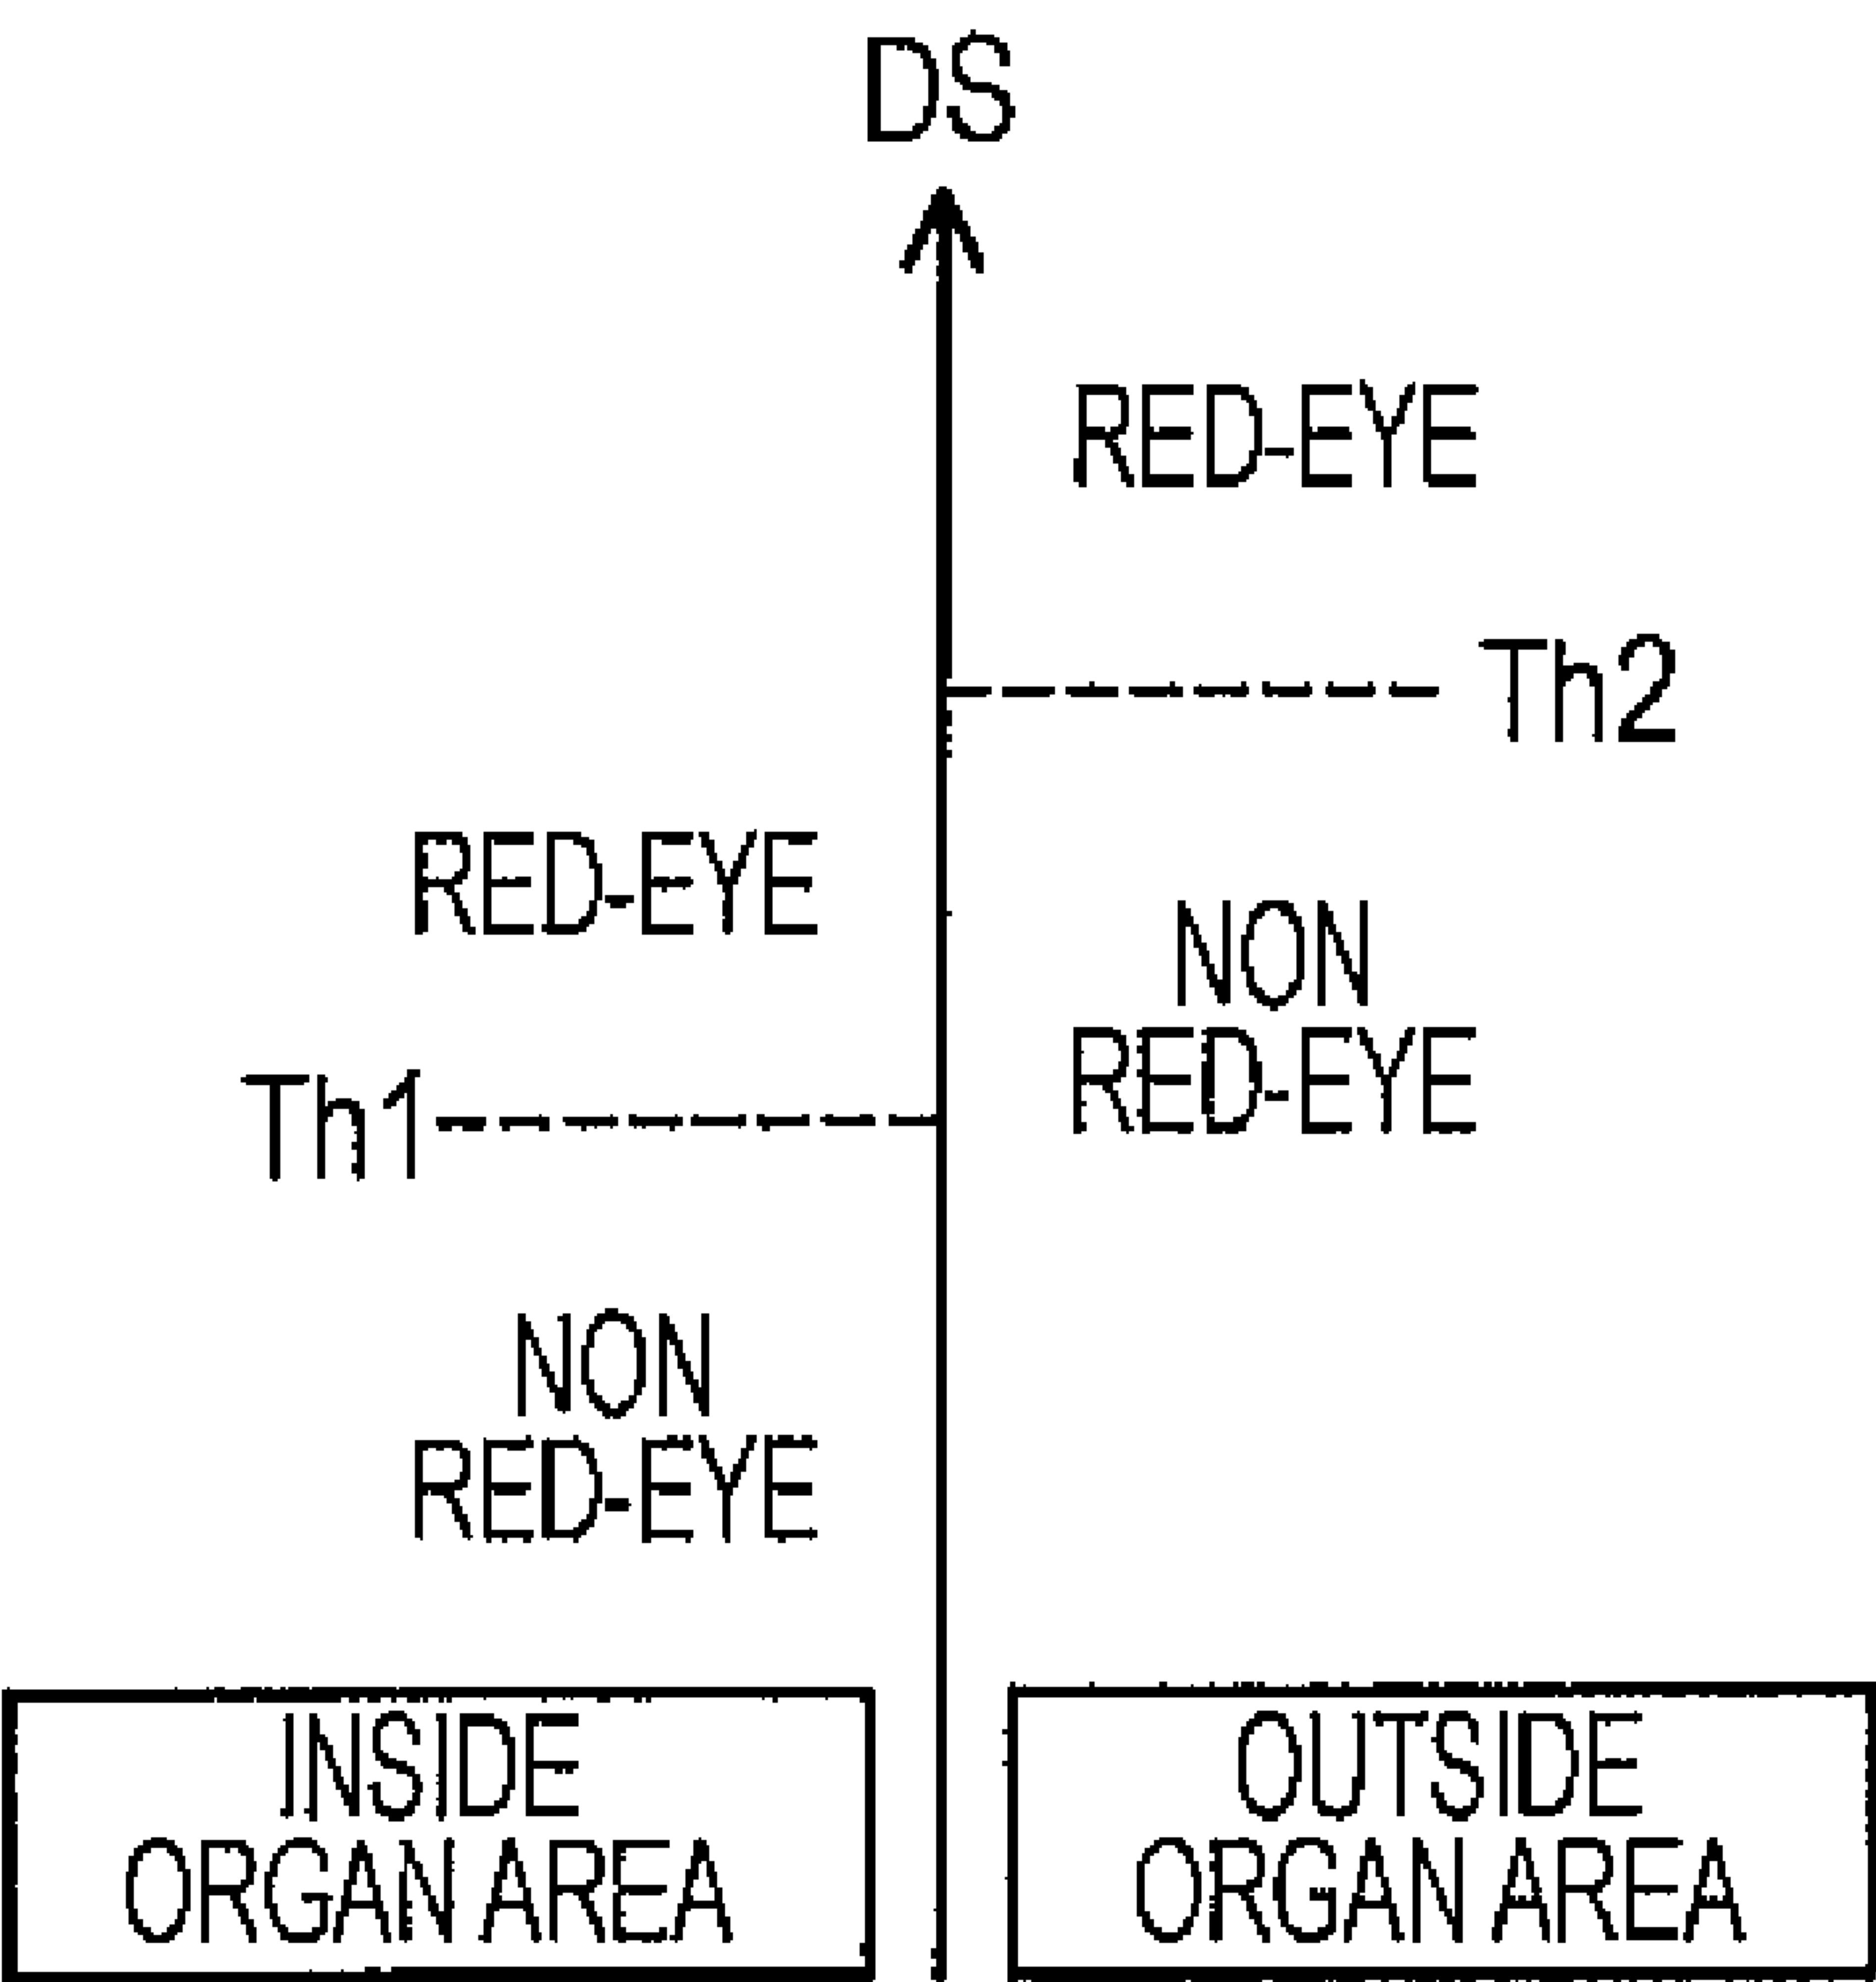 DS
RED-EYE
Th2
RED-EYE
NON
RED-EYE
Th1
NON
RED-EYE
INSIDE
ORGAN AREA
OUTSIDE
ORGAN AREA